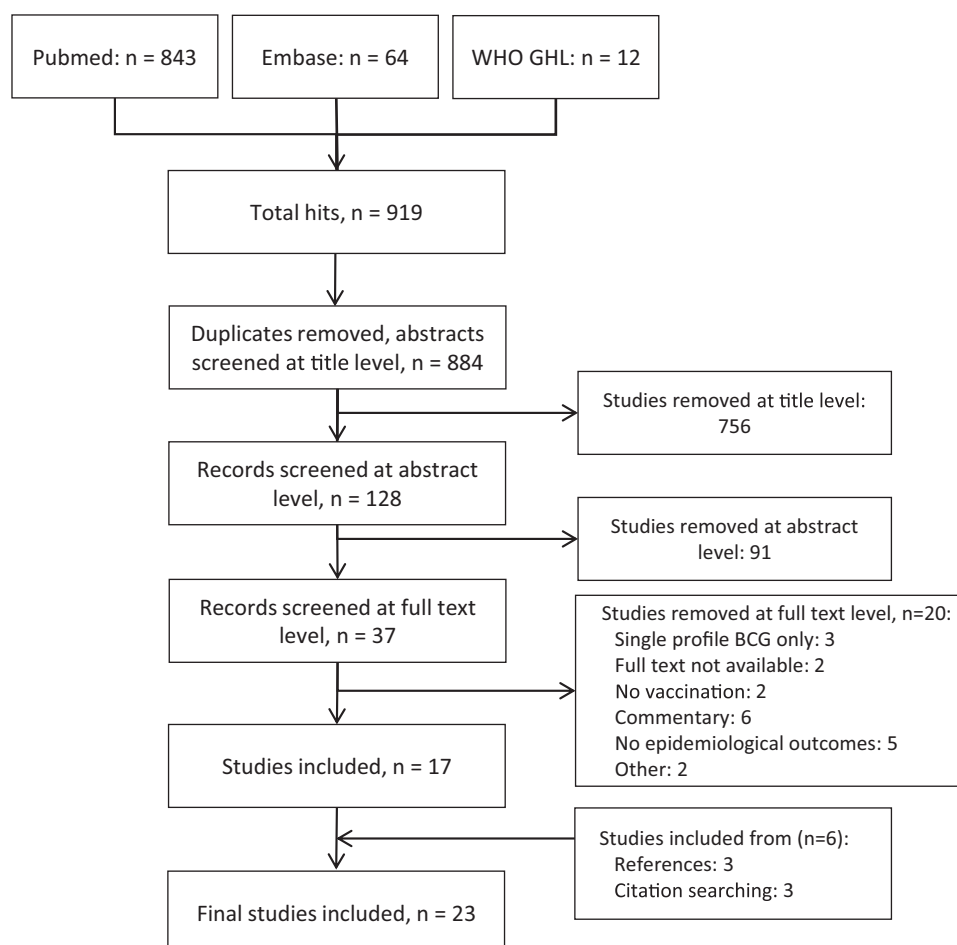 Pubmed: n = 843
Embase: n = 64
WHO GHL: n = 12
Total hits, n = 919
Duplicates removed, abstracts
screened at title level, n = 884
Studies removed at title level:
756
Records screened at abstract
level, n = 128
Studies removed at abstract
level: 91
Records screened at full text
level, n = 37
Studies removed at full text level, n=20:
Single profile BCG only: 3
Full text not available: 2
No vaccination: 2
Commentary: 6
No epidemiological outcomes: 5
Other: 2
Studies included, n = 17
Studies included from (n=6):
References: 3
Citation searching: 3
Final studies included, n = 23